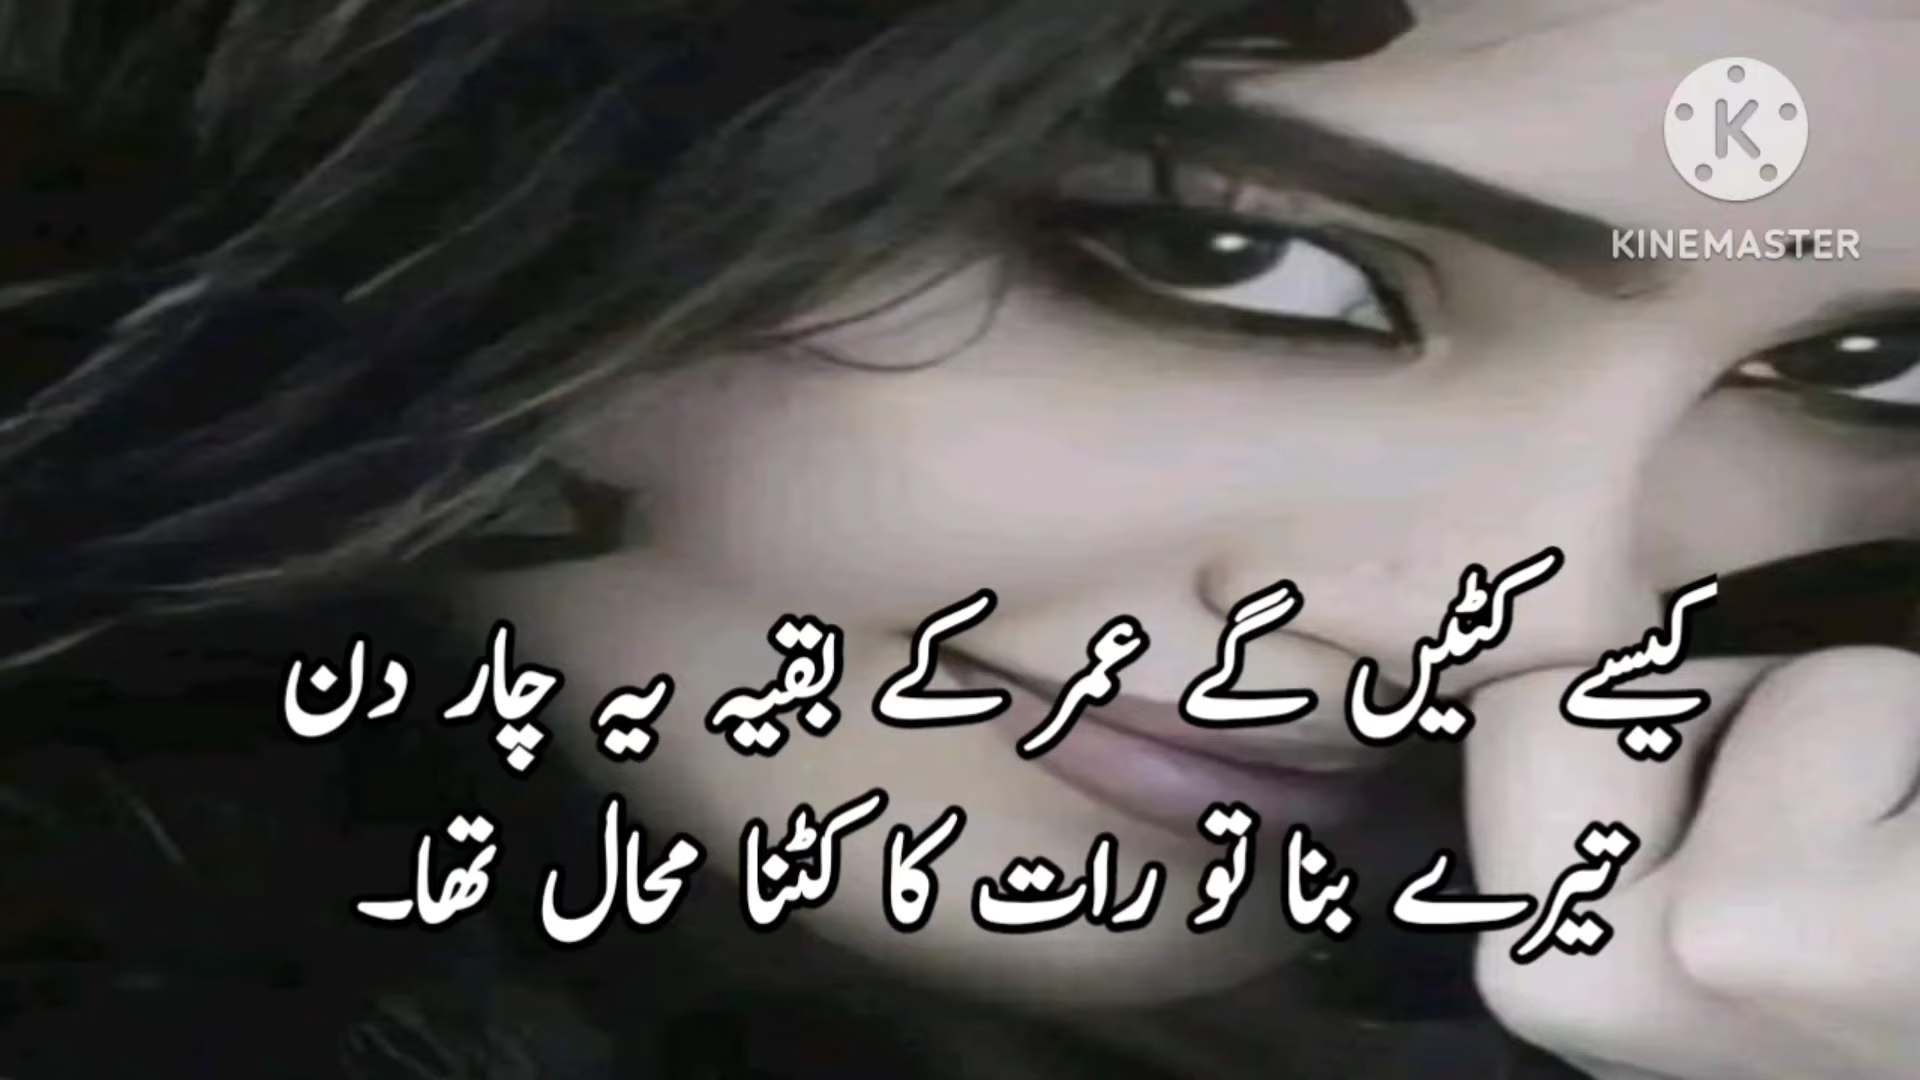 KINEMASTER
کیسے کٹیں گے عمر کے بقیہ یہ چار دن
تیرے بنا تو رات کا کٹنا محال تھا۔